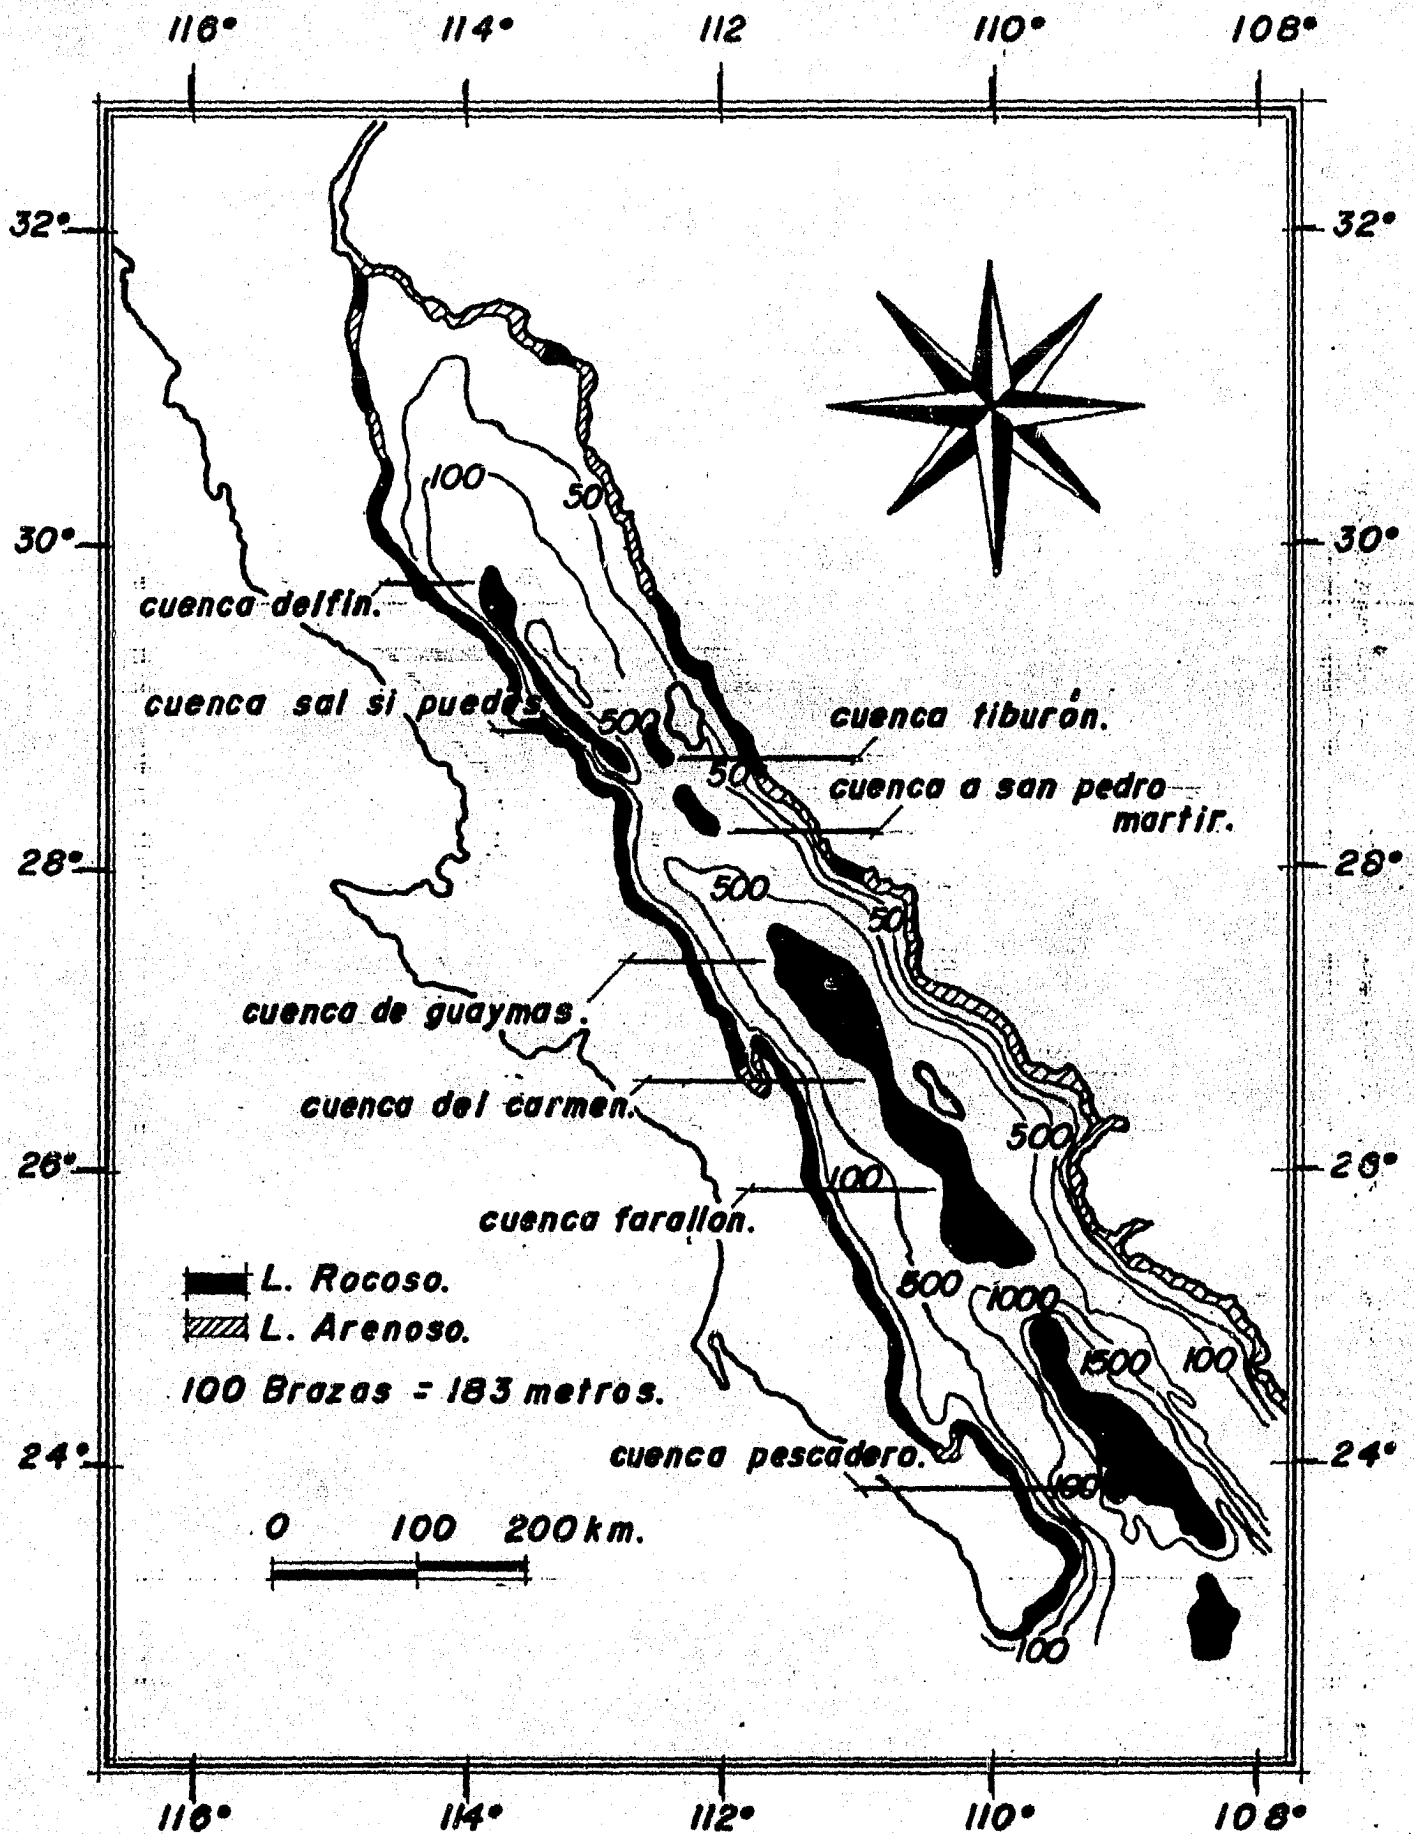 116° 114° 112 110° 108°
32° 32°
100
50
30° 30°
cuenca delfín.
cuenca sal si puedes
500
cuenca tiburón.
50
cuenca a san pedro
martir.
28° 28°
500
50
cuenca de guaymas.
cuenca del carmen.
500
26° 26°
100
cuenca farallon.
L. Rocoso.
500
1000
L. Arenoso.
1500
100
100 Brazas = 183 metros.
24° 24°
cuenca pescadero.
0 100 200 km.
100
116° 114° 112° 110° 108°